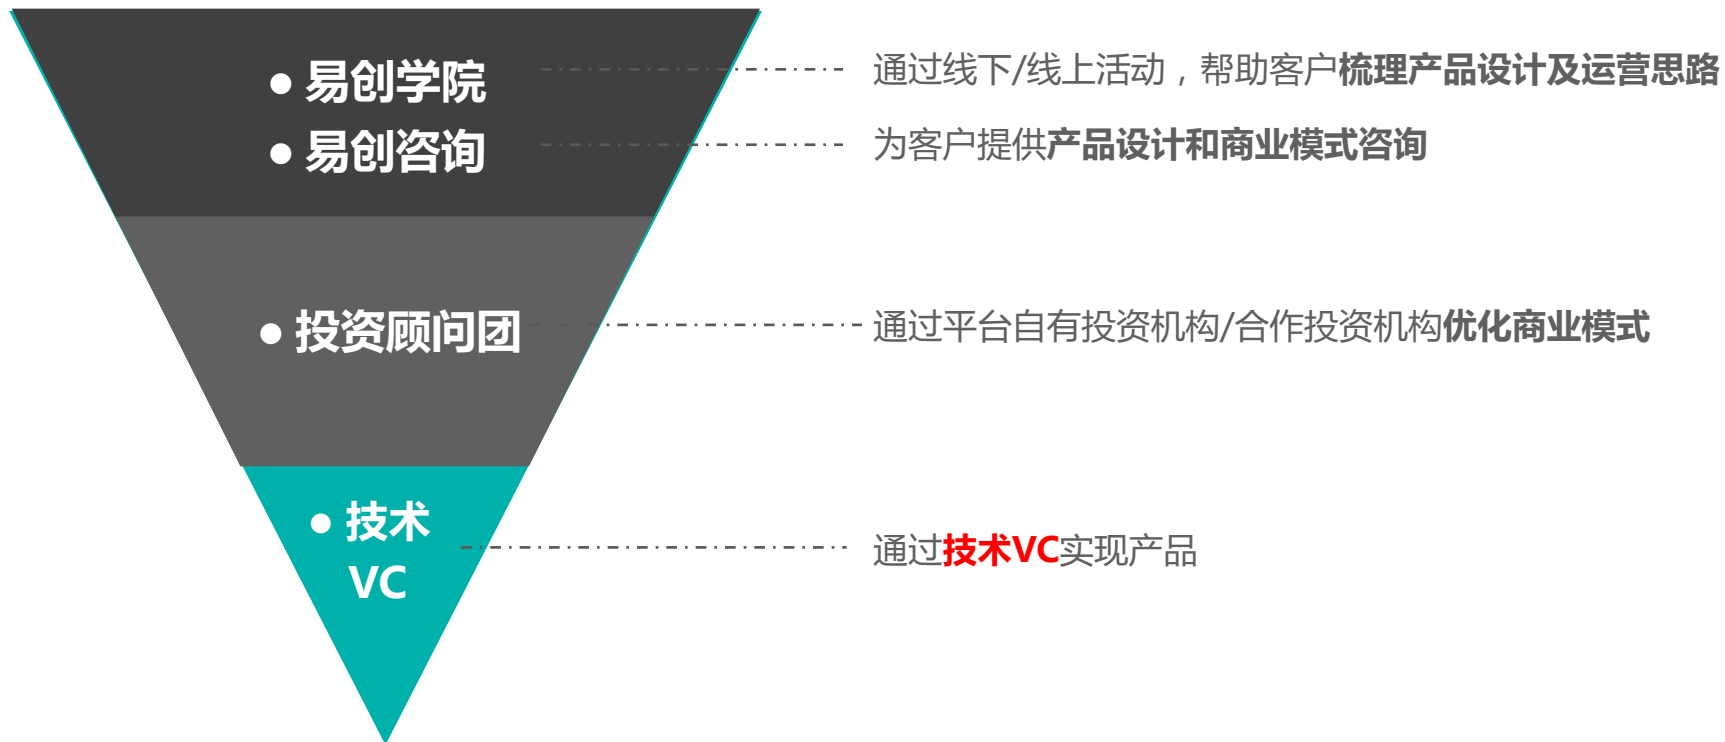 ● 易创学院
通过线下/线上活动，帮助客户梳理产品设计及运营思路
● 易创咨询
为客户提供产品设计和商业模式咨询
● 投资顾问团
通过平台自有投资机构/合作投资机构优化商业模式
● 技术
VC
通过技术VC实现产品